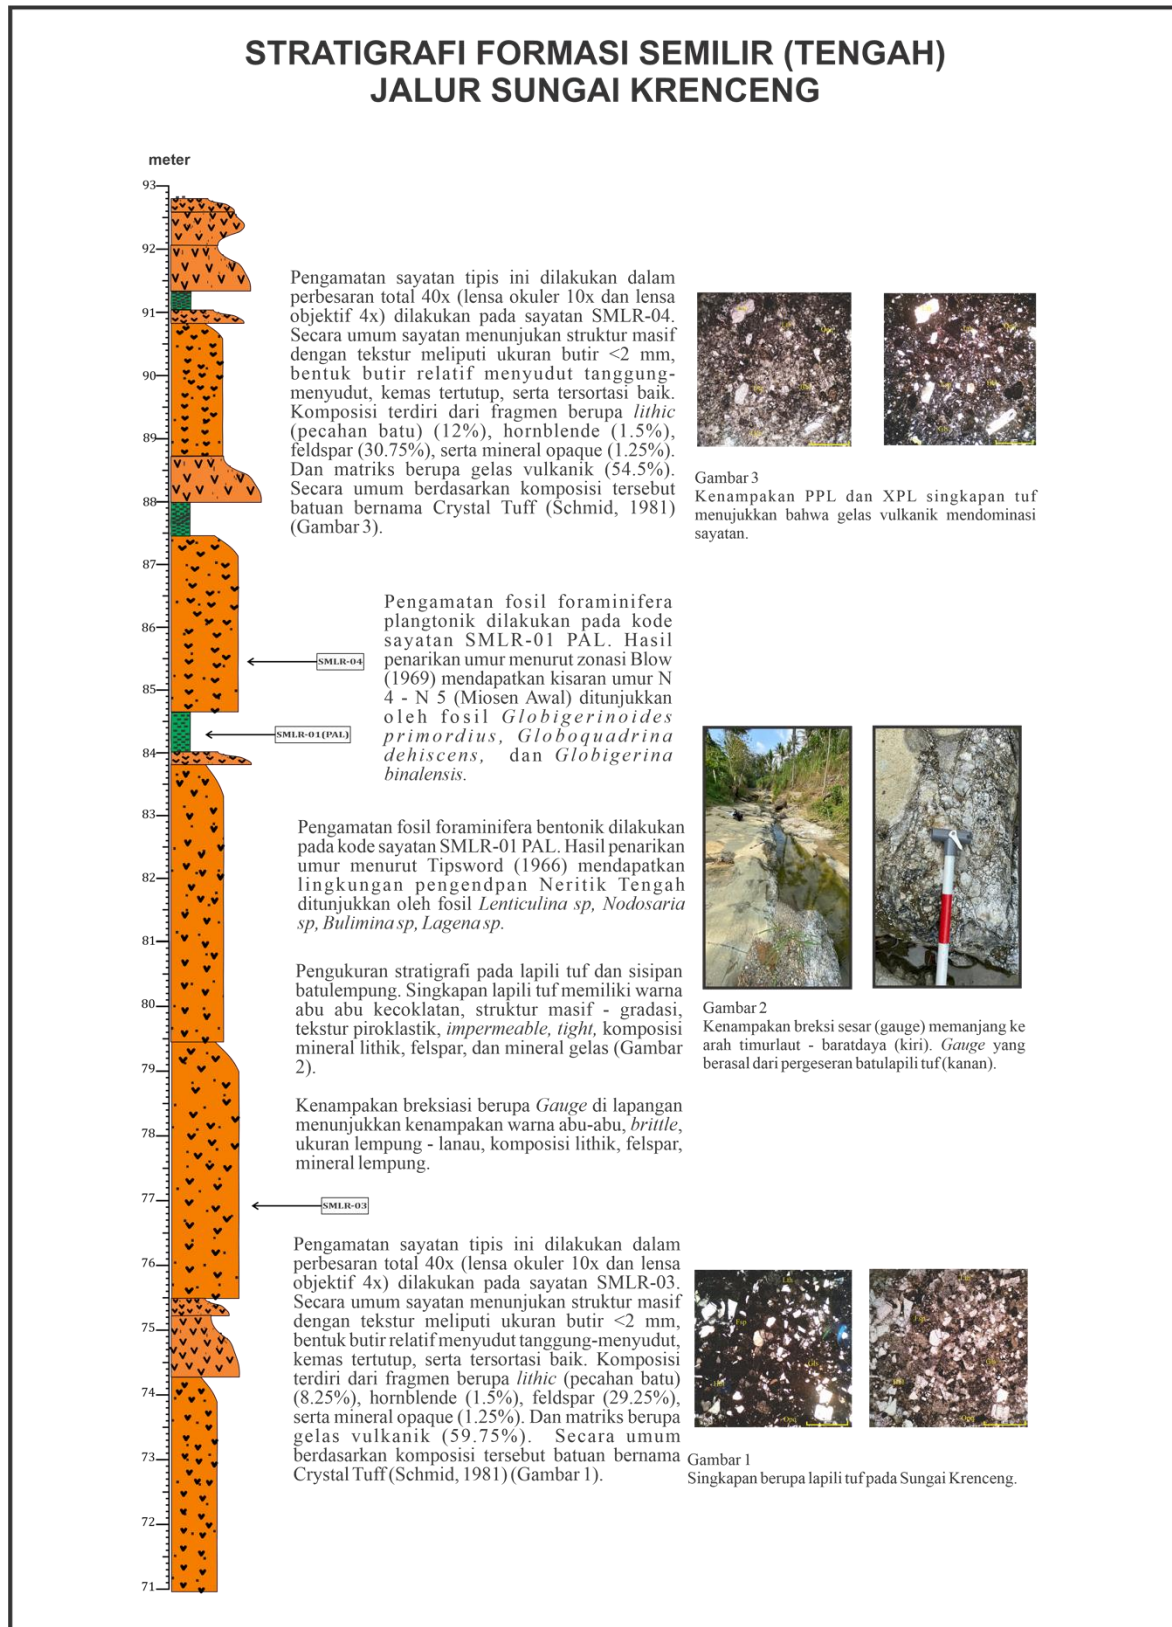 STRATIGRAFI FORMASI SEMILIR (TENGAH)
JALUR SUNGAI KRENCENG
meter
93
92
91
90
89
88
87
86
85
84
83
82
81
80
79
78
77
76
75
74
73
72
71
Pengamatan sayatan tipis ini dilakukan dalam
perbesaran total 40x (lensa okuler 10x dan lensa
objektif 4x) dilakukan pada sayatan SMLR-04.
Secara umum sayatan menunjukan struktur masif
dengan tekstur meliputi ukuran butir <2 mm,
bentuk butir relatif menyudut tanggung-
menyudut, kemas tertutup, serta tersortasi baik.
Komposisi terdiri dari fragmen berupa lithic
(pecahan batu) (12%), hornblende (1.5%),
feldspar (30.75%), serta mineral opaque (1.25%).
Dan matriks berupa gelas vulkanik (54.5%).
Secara umum berdasarkan komposisi tersebut
batuan bernama Crystal Tuff (Schmid, 1981)
(Gambar 3).
Gambar 3
Kenampakan PPL dan XPL singkapan tuf
menujukkan bahwa gelas vulkanik mendominasi
sayatan.
Pengamatan fosil foraminifera
plangtonik dilakukan pada kode
sayatan SMLR-01 PAL. Hasil
penarikan umur menurut zonasi Blow
(1969) mendapatkan kisaran umur N
4 - N 5 (Miosen Awal) ditunjukkan
oleh fosil Globigerinoides
primordius, Globoquadrina
dehiscens, dan Globigerina
binalensis.
SMLR-04
SMLR-01(PAL)
Pengamatan fosil foraminifera bentonik dilakukan
pada kode sayatan SMLR-01 PAL. Hasil penarikan
umur menurut Tipsword (1966) mendapatkan
lingkungan pengendpan Neritik Tengah
ditunjukkan oleh fosil Lenticulina sp, Nodosaria
sp, Bulimina sp, Lagena sp.
Pengukuran stratigrafi pada lapili tuf dan sisipan
batulempung. Singkapan lapili tuf memiliki warna
abu abu kecoklatan, struktur masif - gradasi,
tekstur piroklastik, impermeable, tight, komposisi
mineral lithik, felspar, dan mineral gelas (Gambar
2).
Gambar 2
Kenampakan breksi sesar (gauge) memanjang ke
arah timurlaut - baratdaya (kiri). Gauge yang
berasal dari pergeseran batulapili tuf (kanan).
Kenampakan breksiasi berupa Gauge di lapangan
menunjukkan kenampakan warna abu-abu, brittle,
ukuran lempung - lanau, komposisi lithik, felspar,
mineral lempung.
SMLR-03
Pengamatan sayatan tipis ini dilakukan dalam
perbesaran total 40x (lensa okuler 10x dan lensa
objektif 4x) dilakukan pada sayatan SMLR-03.
Secara umum sayatan menunjukan struktur masif
dengan tekstur meliputi ukuran butir <2 mm,
bentuk butir relatif menyudut tanggung-menyudut,
kemas tertutup, serta tersortasi baik. Komposisi
terdiri dari fragmen berupa lithic (pecahan batu)
(8.25%), hornblende (1.5%), feldspar (29.25%),
serta mineral opaque (1.25%). Dan matriks berupa
gelas vulkanik (59.75%). Secara umum
berdasarkan komposisi tersebut batuan bernama
Crystal Tuff (Schmid, 1981) (Gambar 1).
Gambar 1
Singkapan berupa lapili tuf pada Sungai Krenceng.